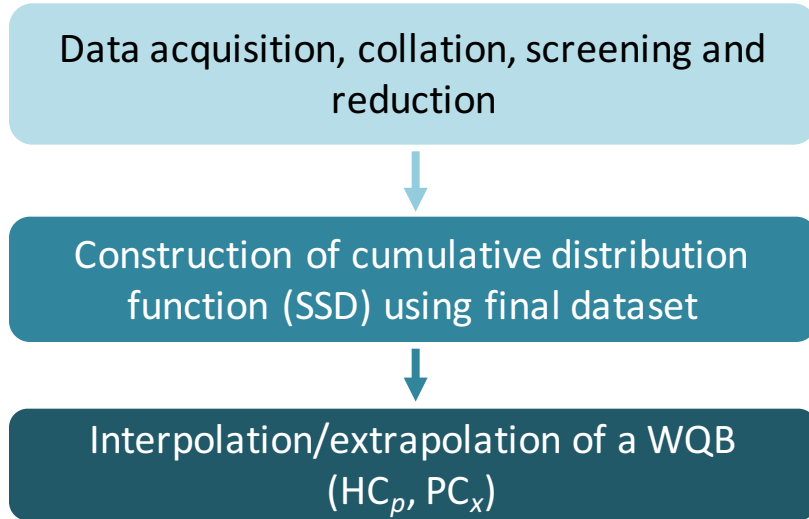 Data acquisition, collation, screening and
reduction
Construction of cumulative distribution
function (SSD) using final dataset
Interpolation/extrapolation of a WQB
(HCp, PCx)